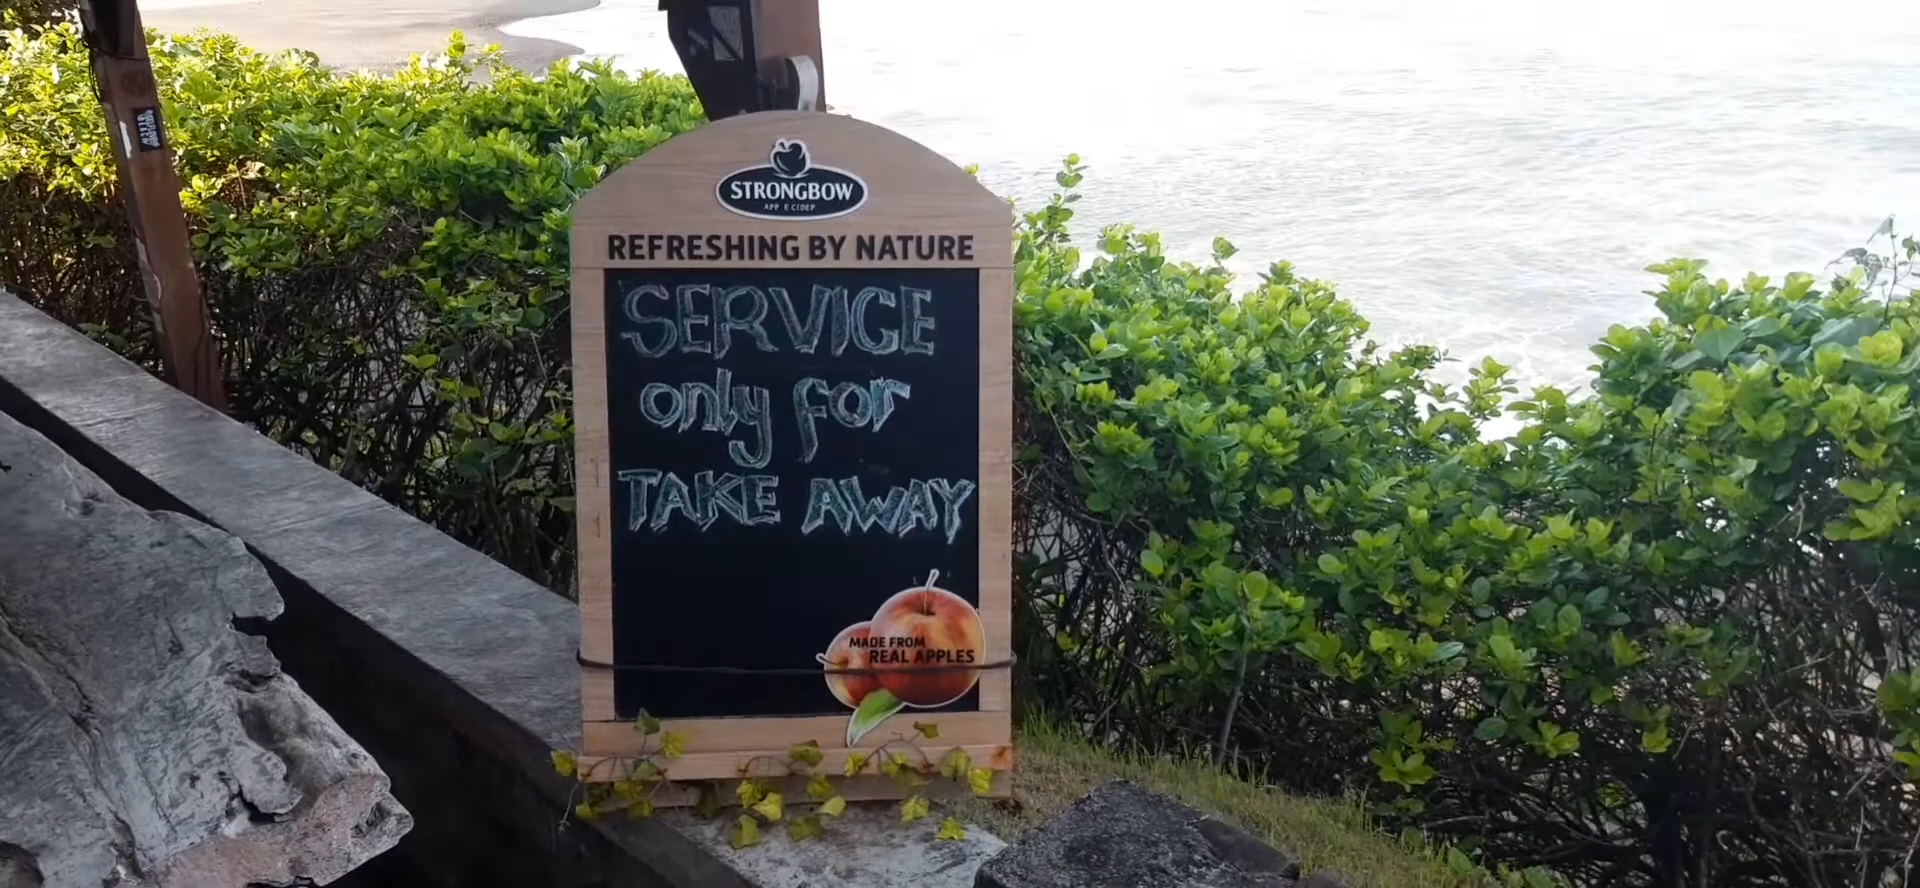 STRONGBOW
REFRESHING BY NATURE
SERVICE
only for
TAKE AWAY
MADE FROM
REAL APPLES